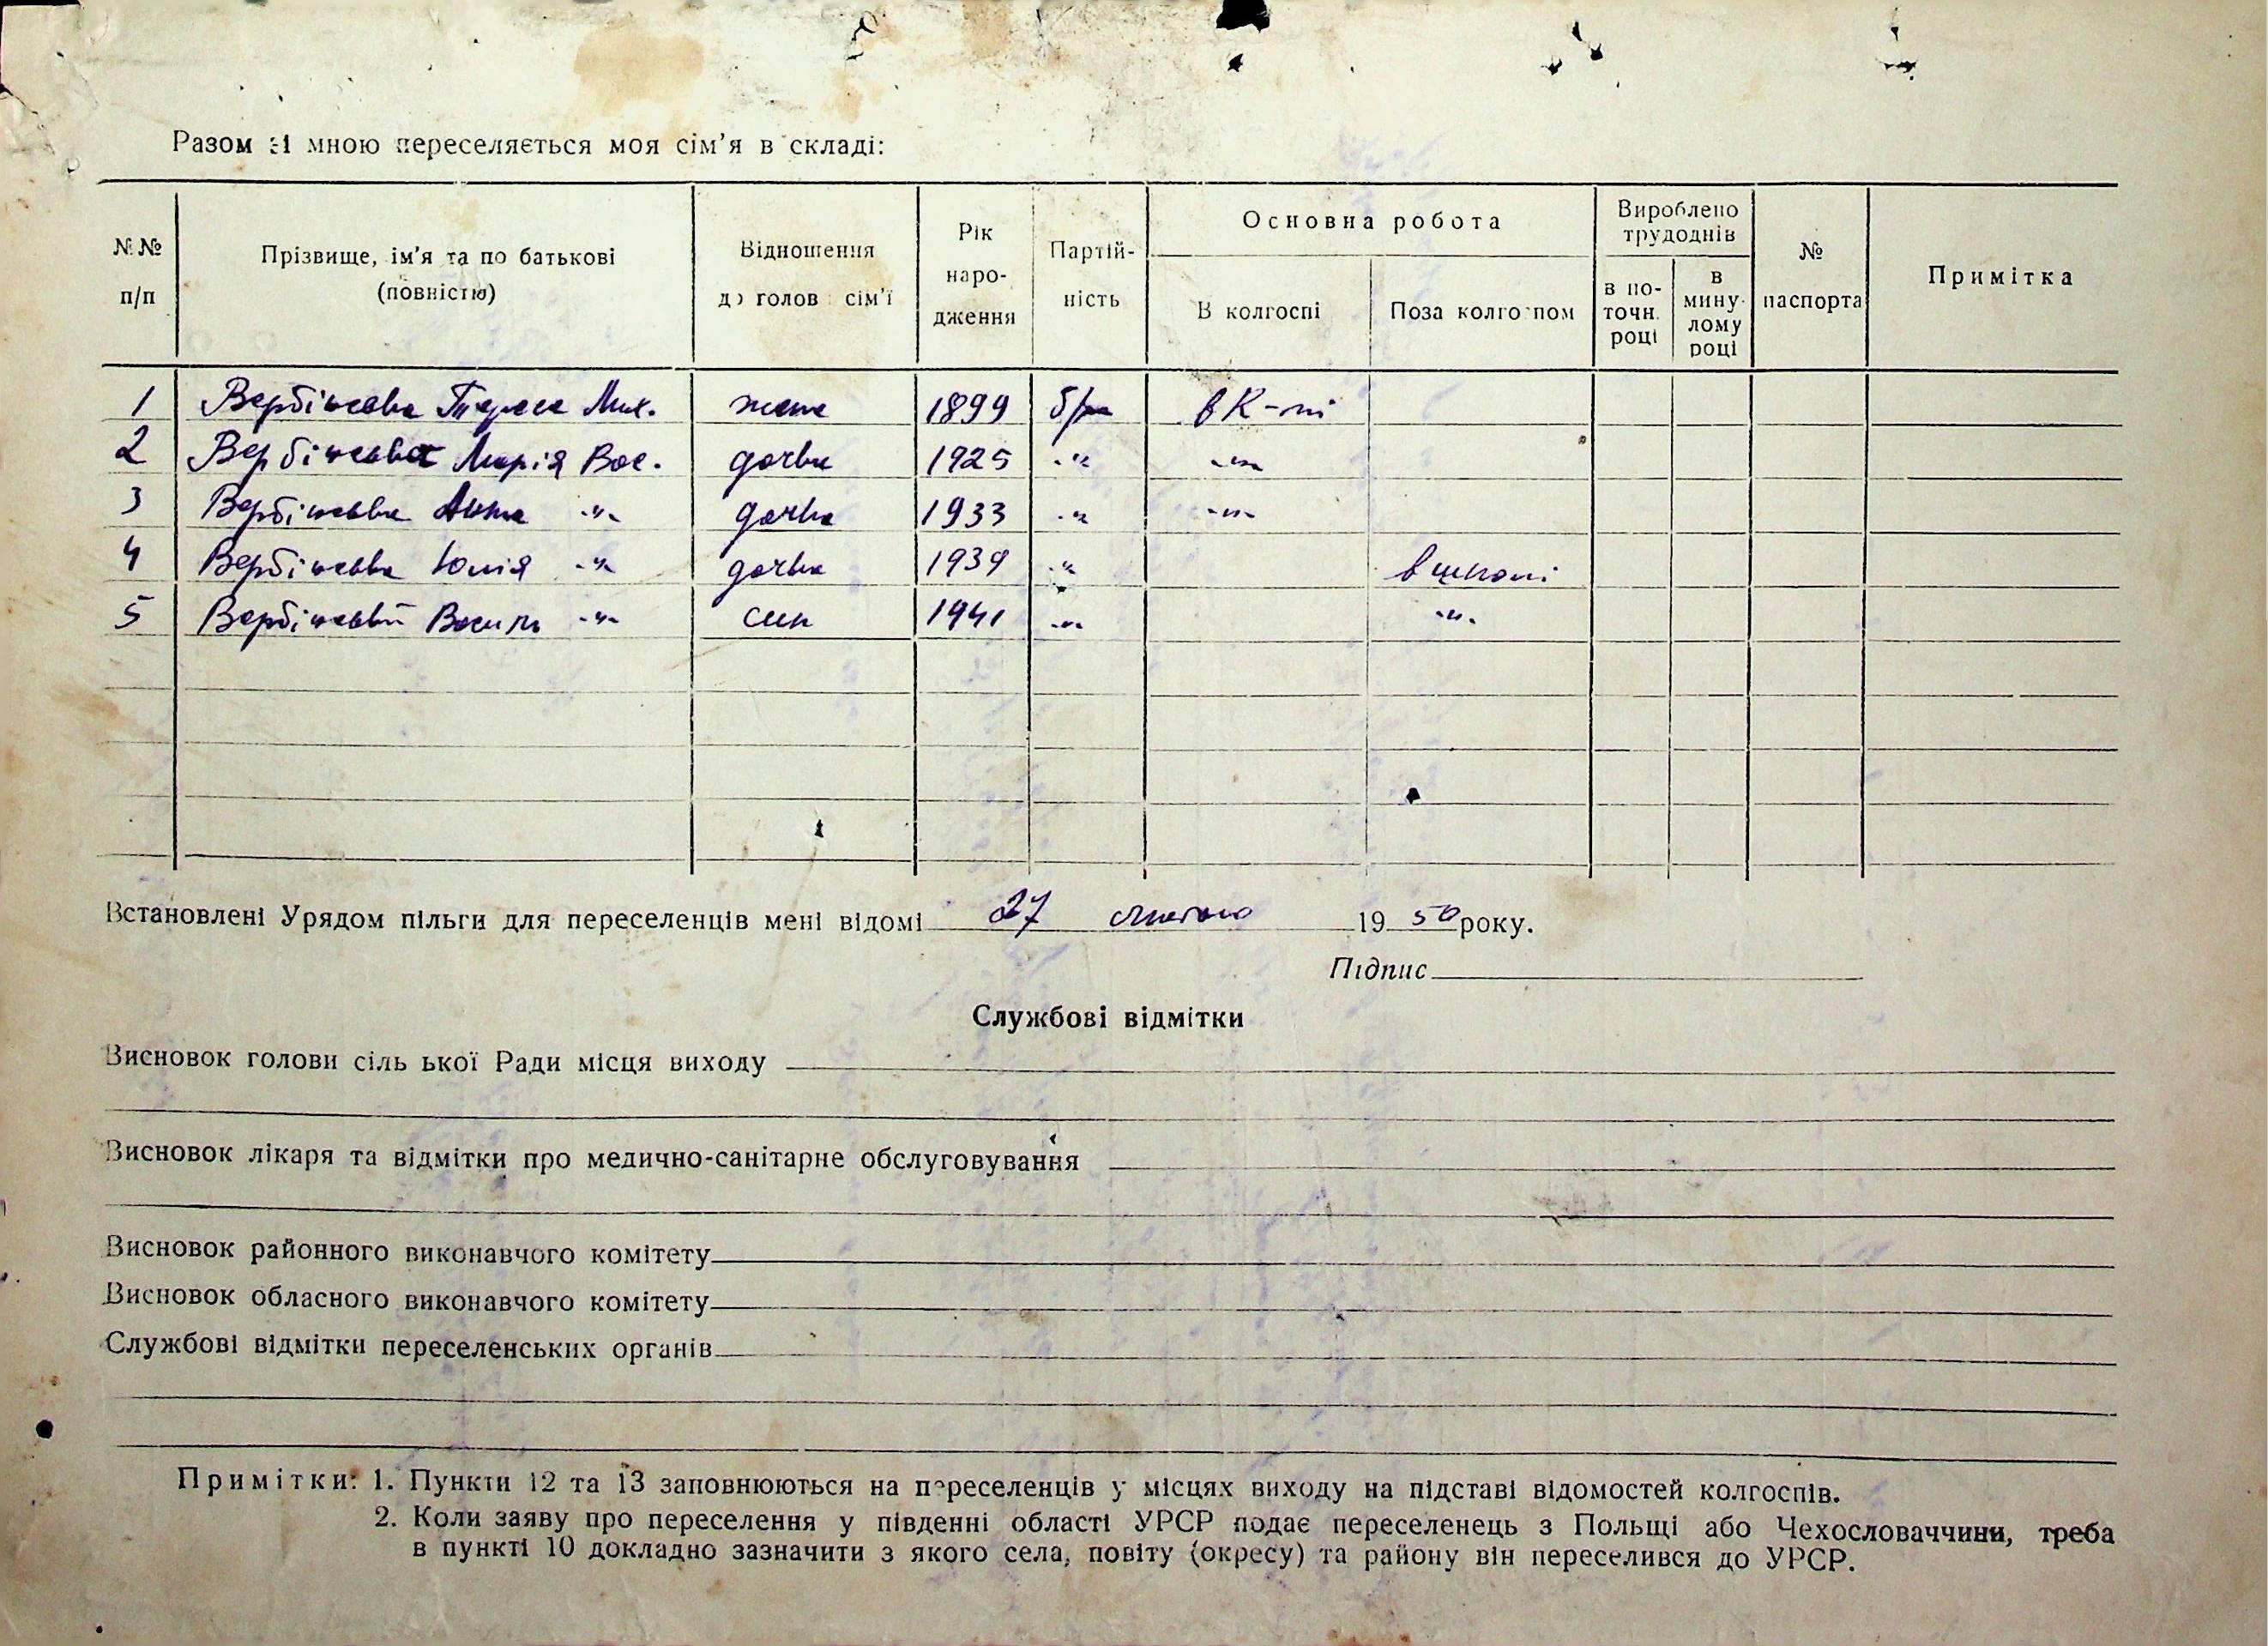 Разом зі мною переселяється моя сім'я в складі:
№№ п/п
Прізвище, ім'я та по батькові (повністю)
Відношення до голови сім'ї
Рік народження
Партійність
Основна робота
В колгоспі
Поза колгоспом
Вироблено трудоднів
в поточн. році
в минулому році
№ паспорта
Примітка
1 Вербінська Тереса Мих. жена 1899 б/п в К-пі
2 Вербінська Марія Вас. дочка 1925 -"- -"-
3 Вербінська Анна -"- дочка 1933 -"- -"-
4 Вербінська Юлія -"- дочка 1939 -"- в школі
5 Вербінський Василь -"- син 1941 -"- -"-
Встановлені Урядом пільги для переселенців мені відомі 27 лютого 1950 року.
Підпис
Службові відмітки
Висновок голови сільської Ради місця виходу
Висновок лікаря та відмітки про медично-санітарне обслуговування
Висновок районного виконавчого комітету
Висновок обласного виконавчого комітету
Службові відмітки переселенських органів
Примітки: 1. Пункти 12 та 13 заповнюються на переселенців у місцях виходу на підставі відомостей колгоспів.
2. Коли заяву про переселення у південні області УРСР подає переселенець з Польщі або Чехословаччини, треба
в пункті 10 докладно зазначити з якого села, повіту (окресу) та району він переселився до УРСР.